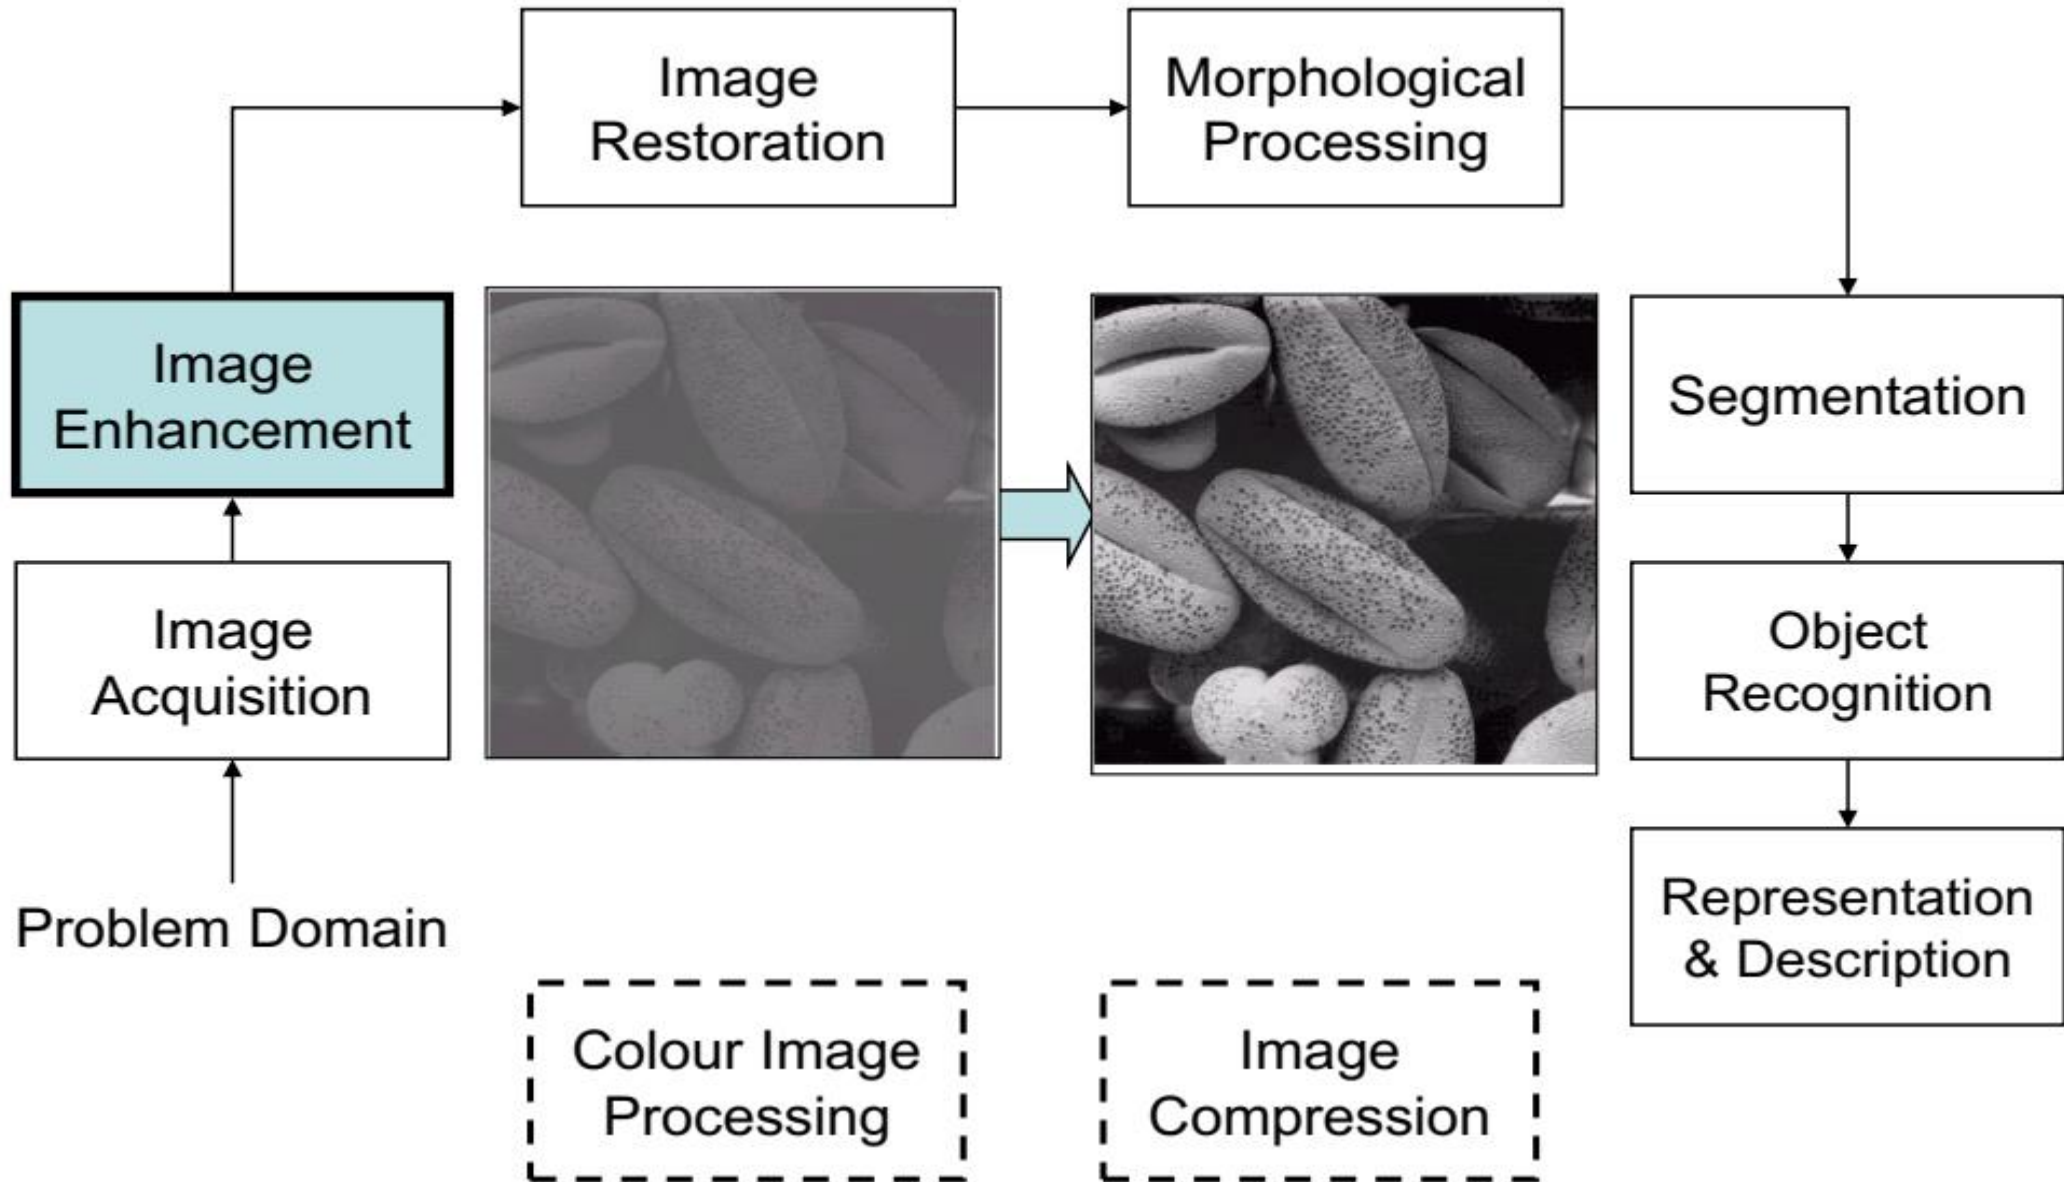 Image
Restoration
Morphological
Processing
Image
Enhancement
Segmentation
Image
Acquisition
Object
Recognition
Problem Domain
Representation
& Description
Colour Image
Processing
Image
Compression